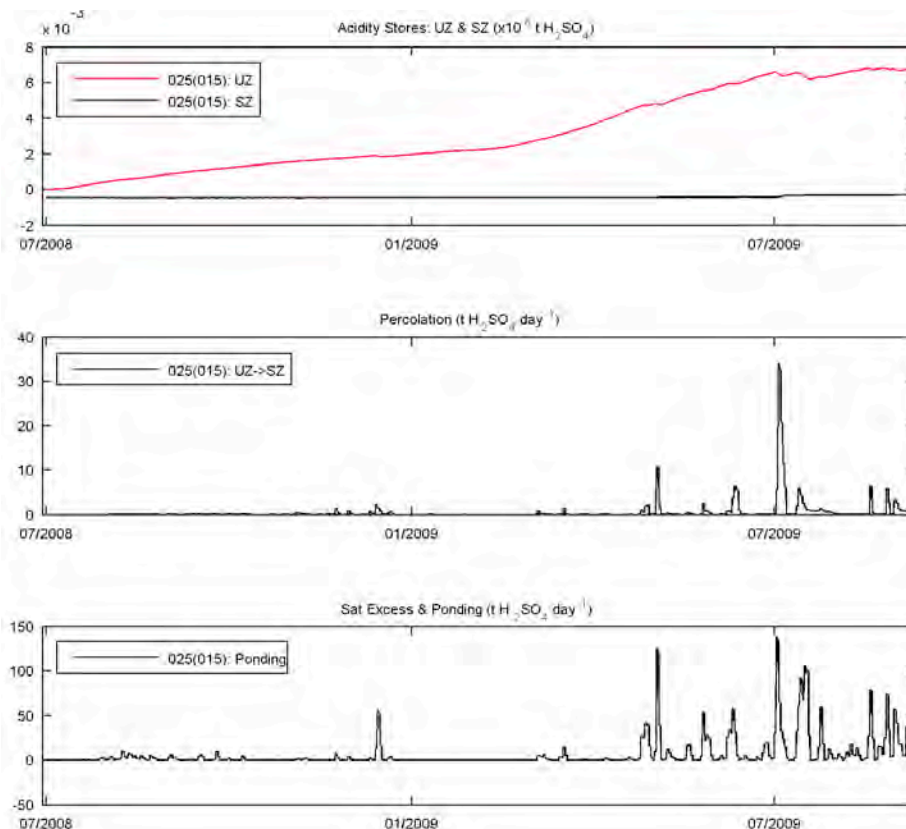 x 10⁻³
Acidity Stores: UZ & SZ (x10⁻⁶ t H₂SO₄)
8
025(015): UZ
6
025(015): SZ
4
2
0
-2
07/2008 01/2009 07/2009
Percolation (t H₂SO₄ day⁻¹)
40
025(015): UZ->SZ
30
20
10
0
07/2008 01/2009 07/2009
Sat Excess & Ponding (t H₂SO₄ day⁻¹)
150
025(015): Ponding
100
50
0
-50
07/2008 01/2009 07/2009